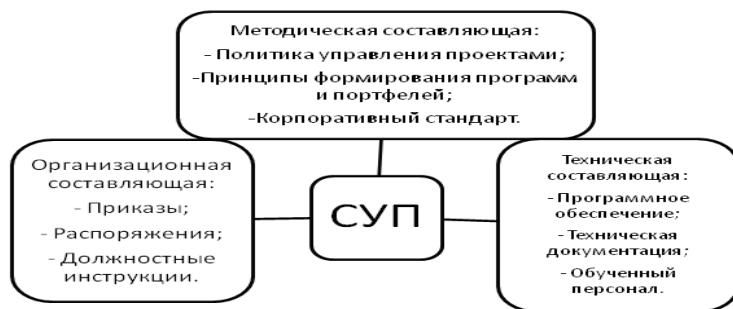 Методическая составляющая:
- Политика управления проектами;
-Принципы формирования программ
и портфелей;
-Корпоративный стандарт.
Организационная
составляющая:
- Приказы;
- Распоряжения;
- Должностные
инструкции.
СУП
Техническая
составляющая:
- Программное
обеспечение;
- Техническая
документация;
- Обученный
персонал.